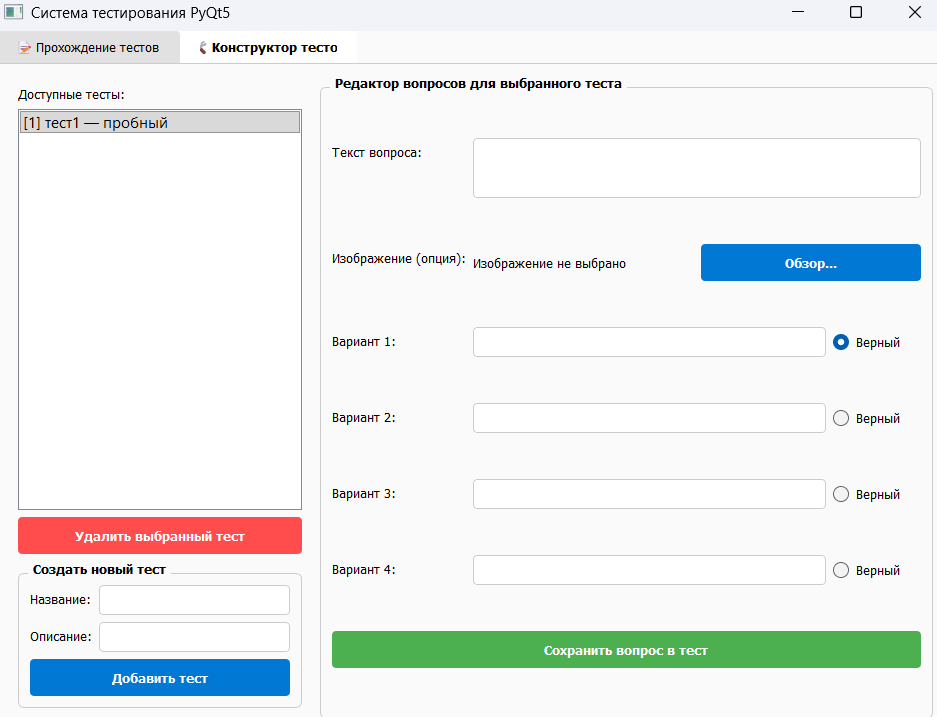 Система тестирования PyQt5
Прохождение тестов
Конструктор тесто
Доступные тесты:
[1] тест1 — пробный
Удалить выбранный тест
Создать новый тест
Название:
Описание:
Добавить тест
Редактор вопросов для выбранного теста
Текст вопроса:
Изображение (опция): Изображение не выбрано Обзор...
Вариант 1: Верный
Вариант 2: Верный
Вариант 3: Верный
Вариант 4: Верный
Сохранить вопрос в тест